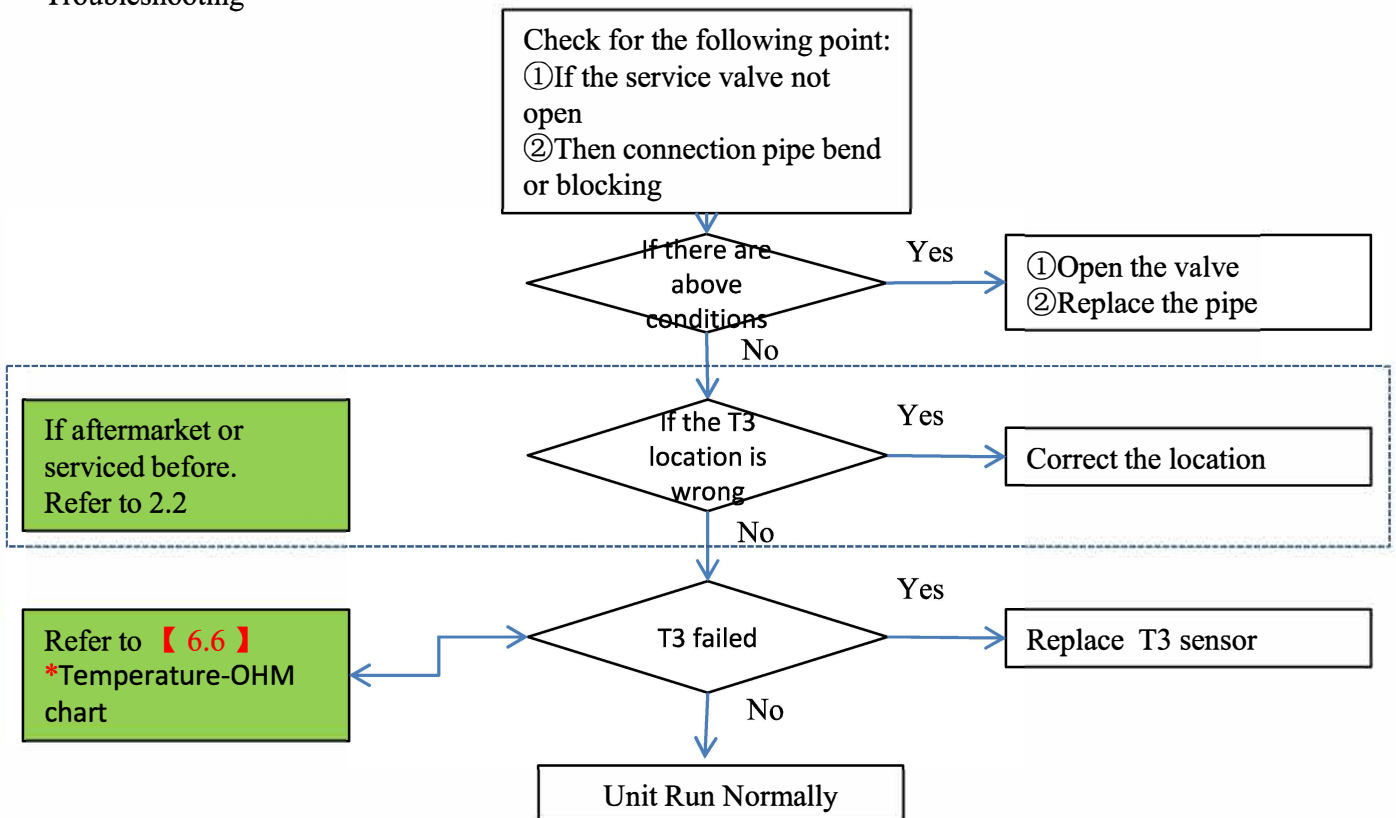 Troubleshooting
Check for the following point:
①If the service valve not
open
②Then connection pipe bend
or blocking
If there are
above
conditions
Yes
①Open the valve
②Replace the pipe
No
If aftermarket or
serviced before.
Refer to 2.2
If the T3
location is
wrong
Yes
Correct the location
No
Refer to 【 6.6 】
*Temperature-OHM
chart
T3 failed
Yes
Replace T3 sensor
No
Unit Run Normally